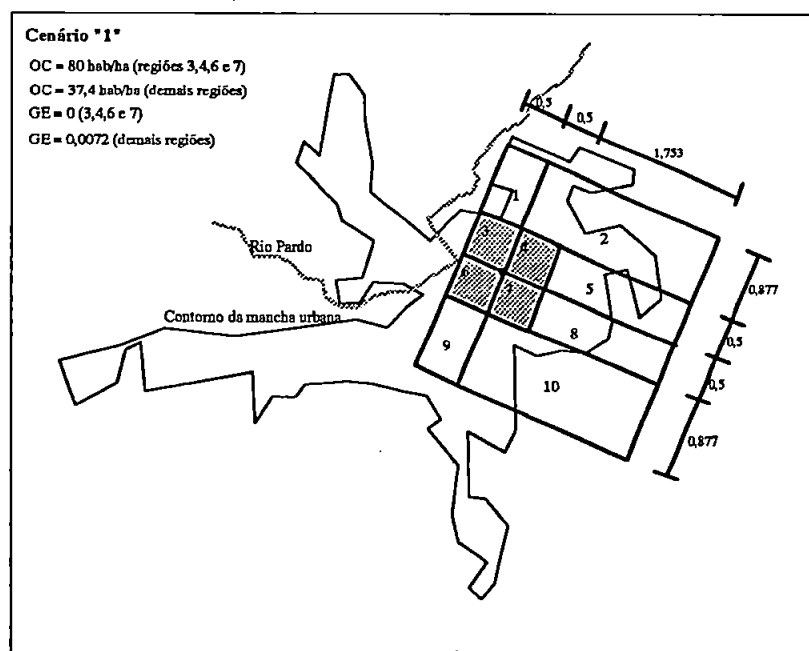 Cenário "1"
OC = 80 hab/ha (regiões 3,4,6 e 7)
OC = 37,4 hab/ha (demais regiões)
GE = 0 (3,4,6 e 7)
GE = 0,0072 (demais regiões)
0,5
0,5
1,753
1
2
3
4
Rio Pardo
5
6
7
0,877
0,5
0,5
0,877
Contorno da mancha urbana
8
9
10